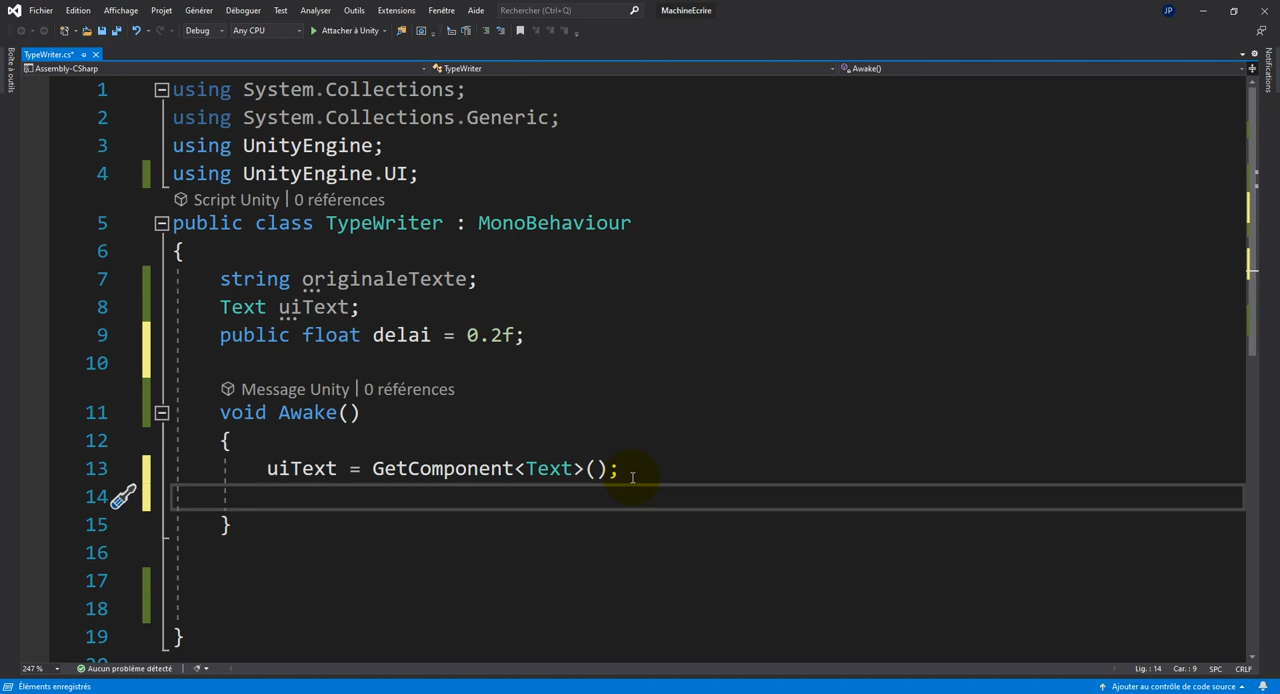 Fichier Edition Affichage Projet Générer Déboguer Test Analyser Outils Extensions Fenêtre Aide Rechercher (Ctrl+Q) MachineEcrire JP
Debug Any CPU Attacher à Unity
Boîte à outils
TypeWriter.cs*
Notifications
Assembly-CSharp TypeWriter Awake()
1 using System.Collections;
2 using System.Collections.Generic;
3 using UnityEngine;
4 using UnityEngine.UI;
Script Unity | 0 références
5 public class TypeWriter : MonoBehaviour
6 {
7 string originaleTexte;
8 Text uiText;
9 public float delai = 0.2f;
10
Message Unity | 0 références
11 void Awake()
12 {
13 uiText = GetComponent<Text>();
14
15 }
16
17
18
19 }
20
247 % Aucun problème détecté Lig. : 14 Car. : 9 SPC CRLF
Éléments enregistrés Ajouter au contrôle de code source